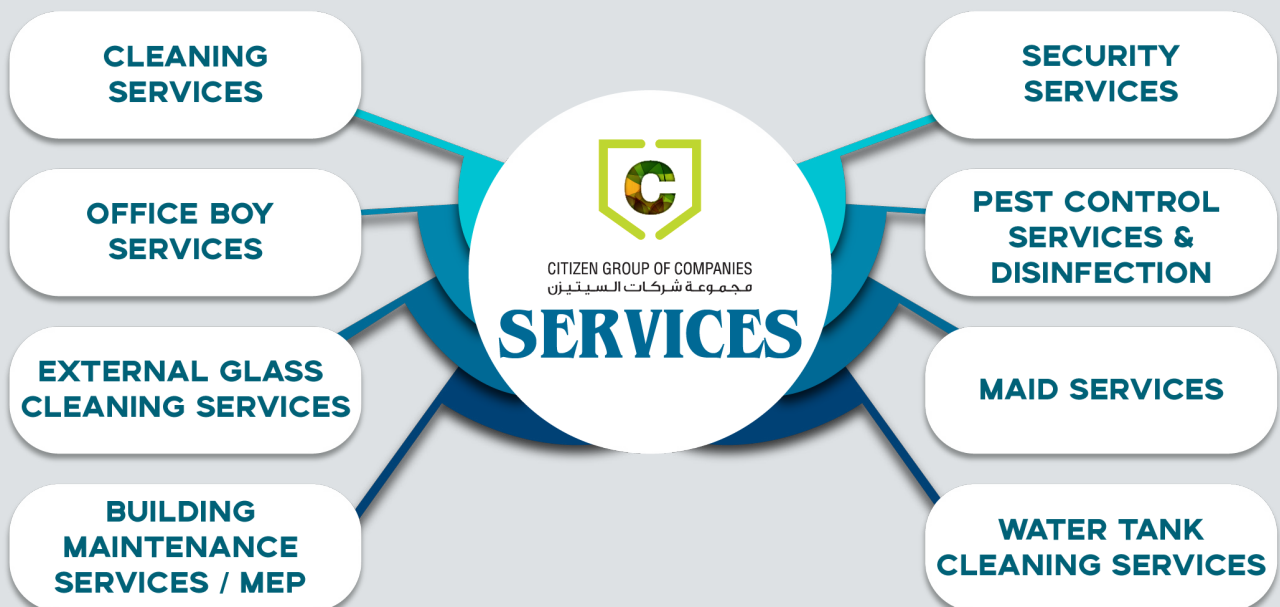 CLEANING
SERVICES
OFFICE BOY
SERVICES
EXTERNAL GLASS
CLEANING SERVICES
BUILDING
MAINTENANCE
SERVICES / MEP
C
CITIZEN GROUP OF COMPANIES
مجموعة شركات السيتيزن
SERVICES
SECURITY
SERVICES
PEST CONTROL
SERVICES &
DISINFECTION
MAID SERVICES
WATER TANK
CLEANING SERVICES